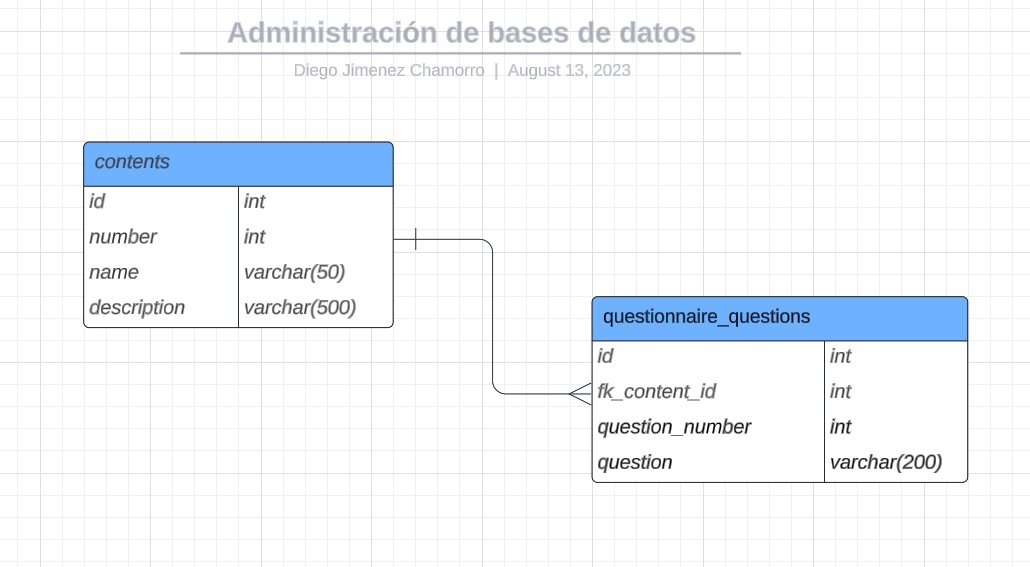 Administración de bases de datos
Diego Jimenez Chamorro | August 13, 2023
contents
id int
number int
name varchar(50)
description varchar(500)
questionnaire_questions
id int
fk_content_id int
question_number int
question varchar(200)